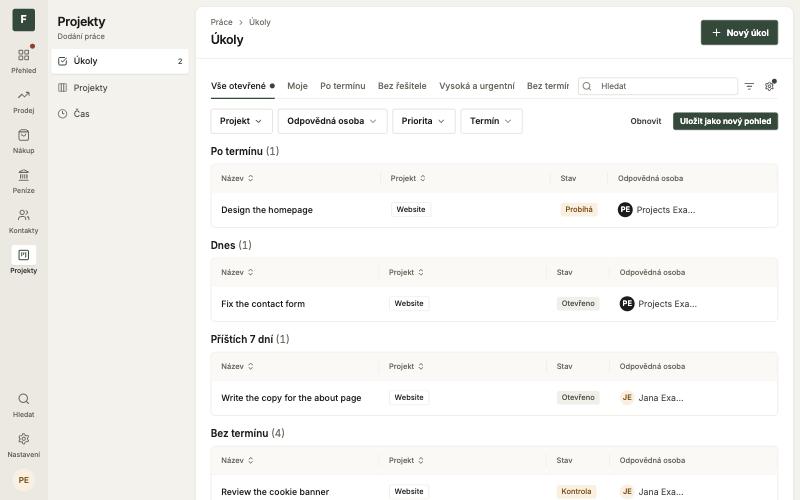 F
Přehled
Prodej
Nákup
Peníze
Kontakty
Projekty
Hledat
Nastavení
PE
Projekty
Dodání práce
Úkoly 2
Projekty
Čas
Práce > Úkoly
Úkoly
+ Nový úkol
Vše otevřené Moje Po termínu Bez řešitele Vysoká a urgentní Bez termír Hledat
Projekt Odpovědná osoba Priorita Termín Obnovit Uložit jako nový pohled
Po termínu (1)
Název Projekt Stav Odpovědná osoba
Design the homepage Website Probíhá PE Projects Exa...
Dnes (1)
Název Projekt Stav Odpovědná osoba
Fix the contact form Website Otevřeno PE Projects Exa...
Příštích 7 dní (1)
Název Projekt Stav Odpovědná osoba
Write the copy for the about page Website Otevřeno JE Jana Exa...
Bez termínu (4)
Název Projekt Stav Odpovědná osoba
Review the cookie banner Website Kontrola JE Jana Exa...